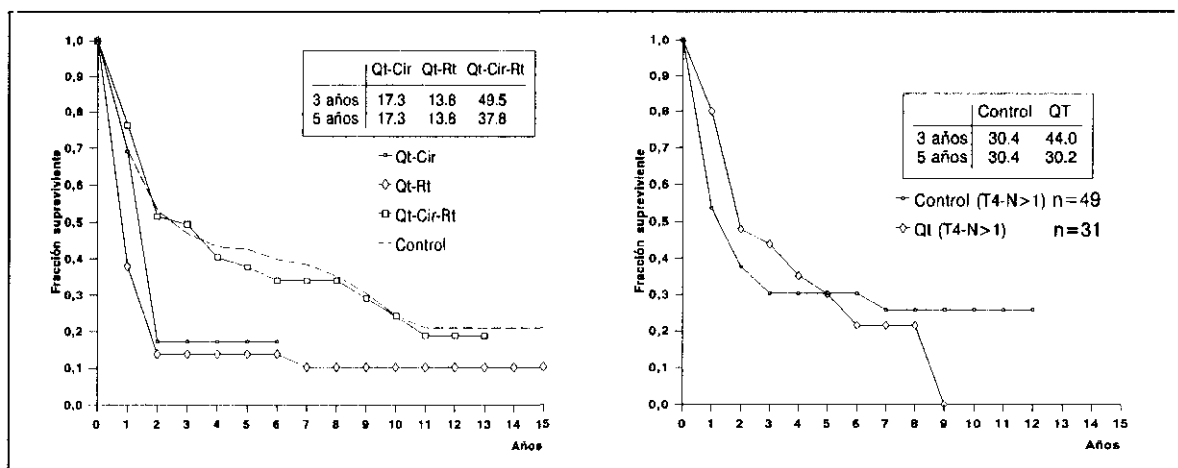 Fracción supreviviente
1,0
0,9
0,8
0,7
0,6
0,5
0,4
0,3
0,2
0,1
0,0
0 1 2 3 4 5 6 7 8 9 10 11 12 13 14 15
Años
Qt-Cir Qt-Rt Qt-Cir-Rt
3 años 17.3 13.8 49.5
5 años 17.3 13.8 37.8
Qt-Cir
Qt-Rt
Qt-Cir-Rt
Control
Fracción supreviviente
1,0
0,9
0,8
0,7
0,6
0,5
0,4
0,3
0,2
0,1
0,0
0 1 2 3 4 5 6 7 8 9 10 11 12 13 14 15
Años
Control QT
3 años 30.4 44.0
5 años 30.4 30.2
Control (T4-N>1) n=49
Qt (T4-N>1) n=31